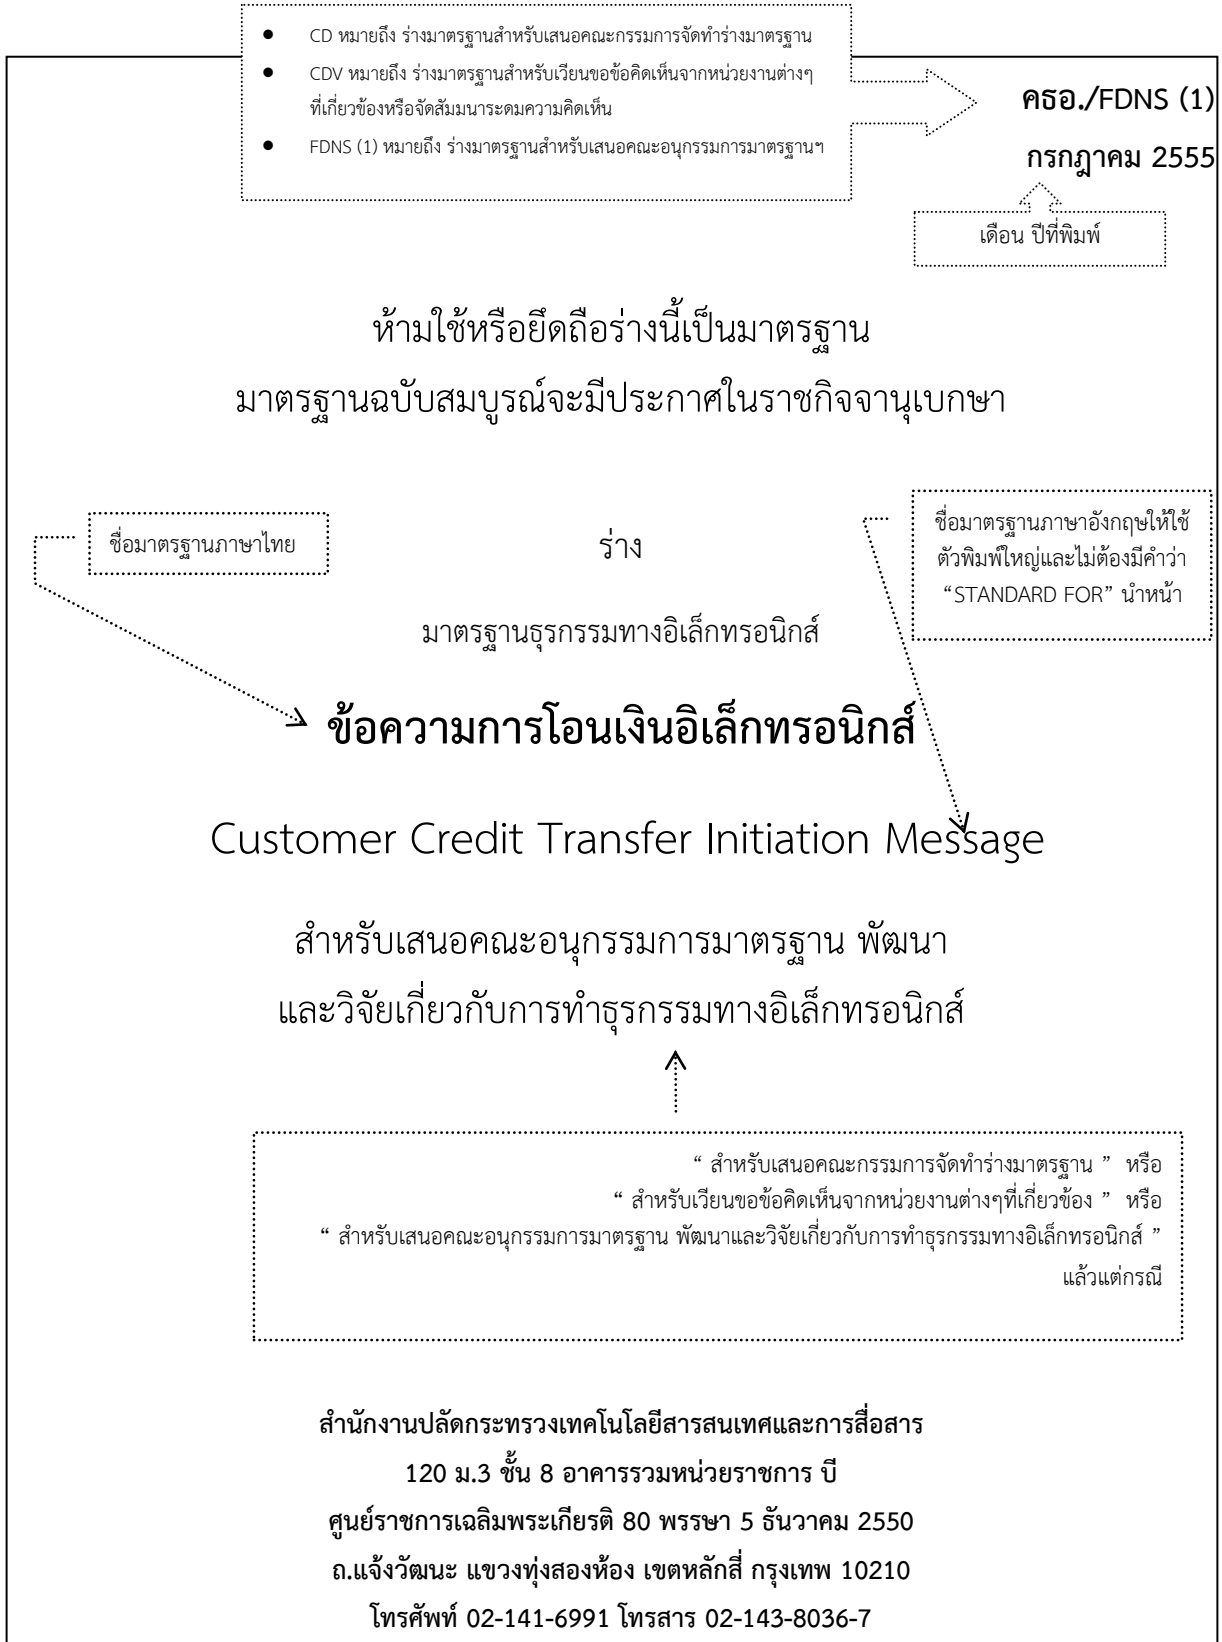 ● CD หมายถึง ร่างมาตรฐานสำหรับเสนอคณะกรรมการจัดทำร่างมาตรฐาน
● CDV หมายถึง ร่างมาตรฐานสำหรับเวียนขอข้อคิดเห็นจากหน่วยงานต่างๆ
ที่เกี่ยวข้องหรือจัดสัมมนาระดมความคิดเห็น
● FDNS (1) หมายถึง ร่างมาตรฐานสำหรับเสนอคณะอนุกรรมการมาตรฐานฯ
คธอ./FDNS (1)
กรกฎาคม 2555
เดือน ปีที่พิมพ์
ห้ามใช้หรือยึดถือร่างนี้เป็นมาตรฐาน
มาตรฐานฉบับสมบูรณ์จะมีประกาศในราชกิจจานุเบกษา
ชื่อมาตรฐานภาษาไทย
ร่าง
ชื่อมาตรฐานภาษาอังกฤษให้ใช้
ตัวพิมพ์ใหญ่และไม่ต้องมีคำว่า
“STANDARD FOR” นำหน้า
มาตรฐานธุรกรรมทางอิเล็กทรอนิกส์
ข้อความการโอนเงินอิเล็กทรอนิกส์
Customer Credit Transfer Initiation Message
สำหรับเสนอคณะอนุกรรมการมาตรฐาน พัฒนา
และวิจัยเกี่ยวกับการทำธุรกรรมทางอิเล็กทรอนิกส์
“ สำหรับเสนอคณะกรรมการจัดทำร่างมาตรฐาน ” หรือ
“ สำหรับเวียนขอข้อคิดเห็นจากหน่วยงานต่างๆที่เกี่ยวข้อง ” หรือ
“ สำหรับเสนอคณะอนุกรรมการมาตรฐาน พัฒนาและวิจัยเกี่ยวกับการทำธุรกรรมทางอิเล็กทรอนิกส์ ”
แล้วแต่กรณี
สำนักงานปลัดกระทรวงเทคโนโลยีสารสนเทศและการสื่อสาร
120 ม.3 ชั้น 8 อาคารรวมหน่วยราชการ บี
ศูนย์ราชการเฉลิมพระเกียรติ 80 พรรษา 5 ธันวาคม 2550
ถ.แจ้งวัฒนะ แขวงทุ่งสองห้อง เขตหลักสี่ กรุงเทพ 10210
โทรศัพท์ 02-141-6991 โทรสาร 02-143-8036-7